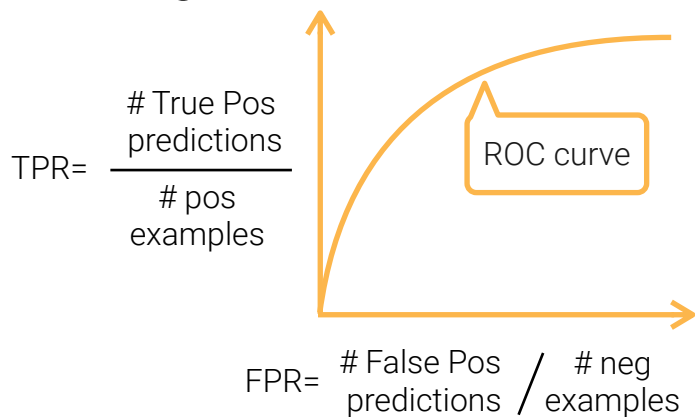 # True Pos
predictions
TPR=
# pos
examples
ROC curve
FPR=
# False Pos
predictions
/
# neg
examples